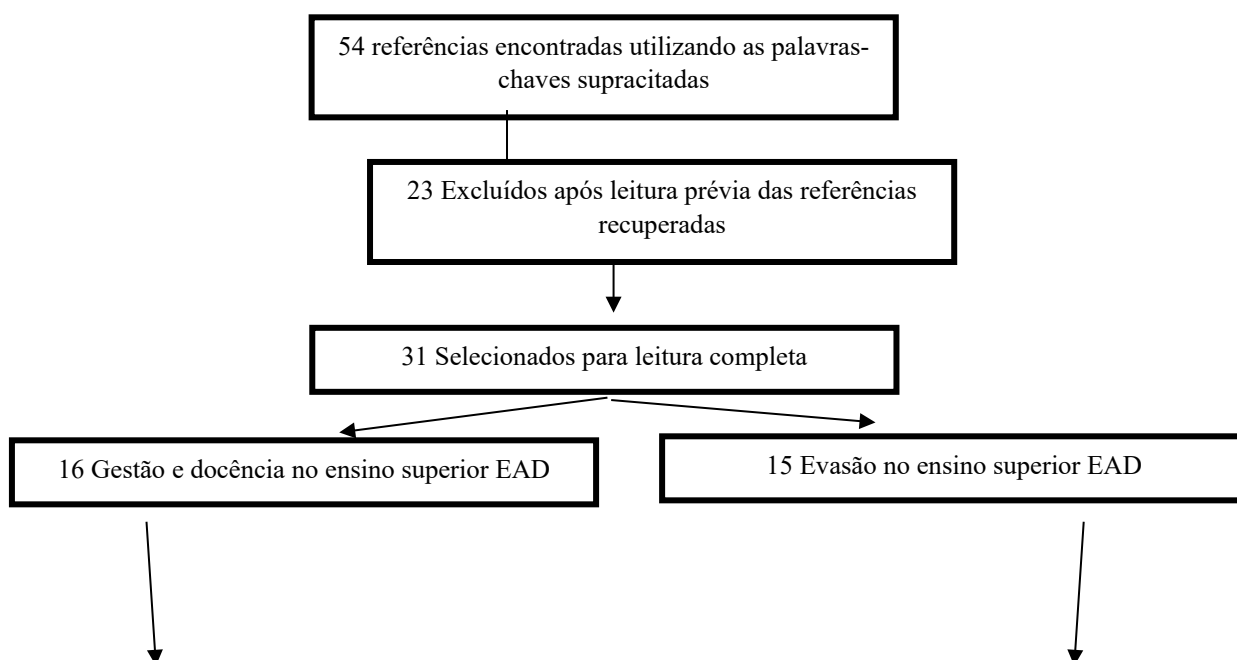 54 referências encontradas utilizando as palavras-
chaves supracitadas
23 Excluídos após leitura prévia das referências
recuperadas
31 Selecionados para leitura completa
16 Gestão e docência no ensino superior EAD
15 Evasão no ensino superior EAD